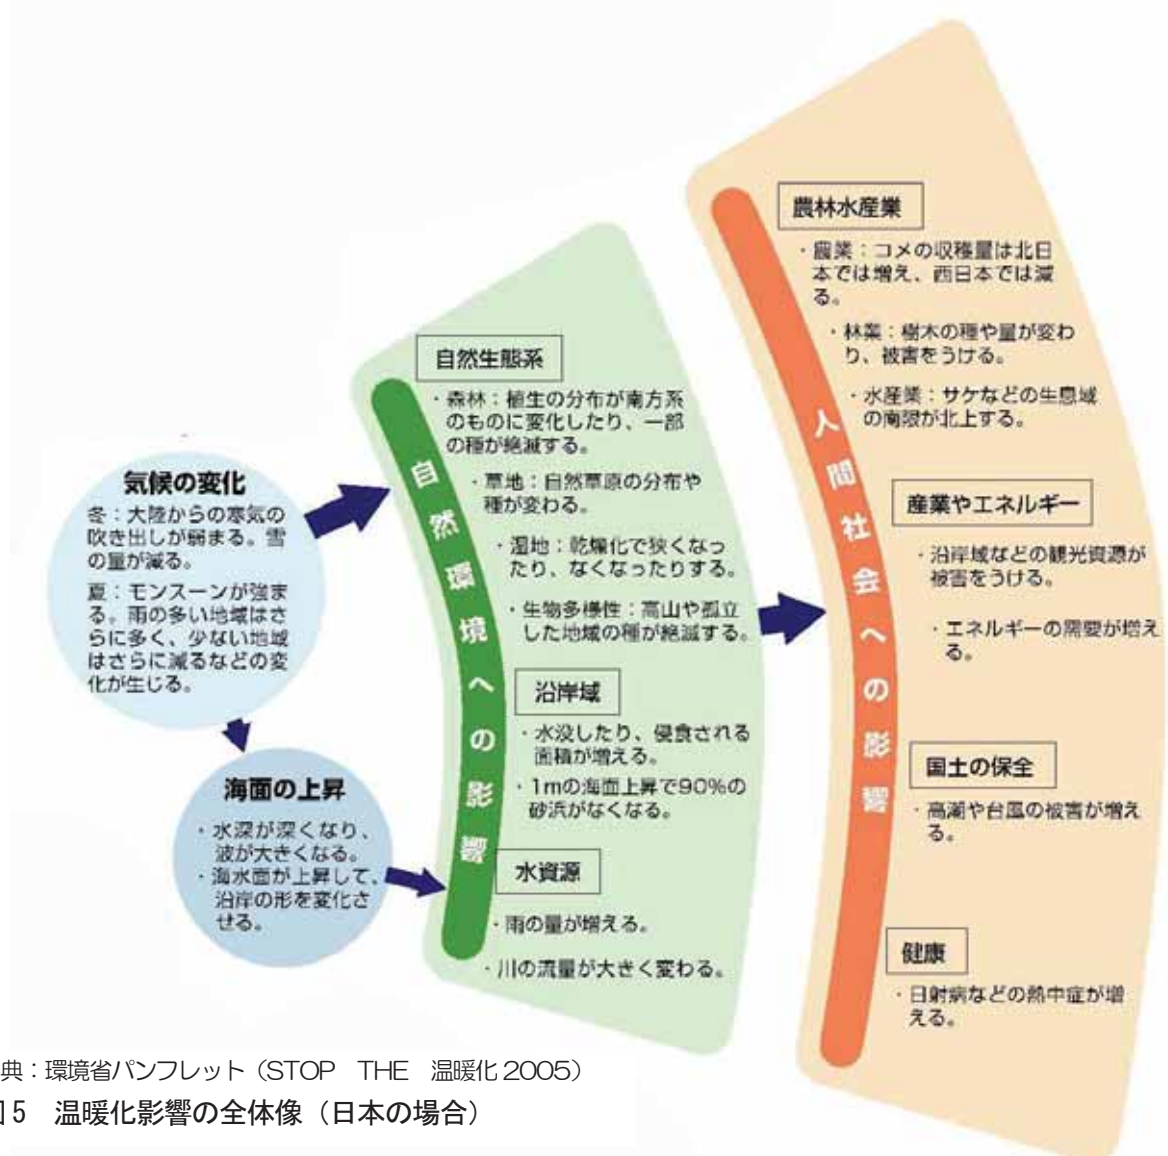 気候の変化
冬：大陸からの寒気の
吹き出しが弱まる。雪
の量が減る。
夏：モンスーンが強ま
る。雨の多い地域はさ
らに多く、少ない地域
はさらに減るなどの変
化が生じる。
海面の上昇
・水深が深くなり、
波が大きくなる。
・海水面が上昇して、
沿岸の形を変化さ
せる。
自然環境への影響
自然生態系
・森林：植生の分布が南方系
のものに変化したり、一部
の種が絶滅する。
・草地：自然草原の分布や
種が変わる。
・湿地：乾燥化で狭くなっ
たり、なくなったりする。
・生物多様性：高山や孤立
した地域の種が絶滅する。
沿岸域
・水没したり、侵食される
面積が増える。
・1mの海面上昇で90%の
砂浜がなくなる。
水資源
・雨の量が増える。
・川の流量が大きく変わる。
人間社会への影響
農林水産業
・農業：コメの収穫量は北日
本では増え、西日本では減
る。
・林業：樹木の種や量が変わ
り、被害をうける。
・水産業：サケなどの生息域
の南限が北上する。
産業やエネルギー
・沿岸域などの観光資源が
被害をうける。
・エネルギーの需要が増え
る。
国土の保全
・高潮や台風の被害が増え
る。
健康
・日射病などの熱中症が増
える。
典：環境省パンフレット（STOP　THE　温暖化 2005）
5　温暖化影響の全体像（日本の場合）